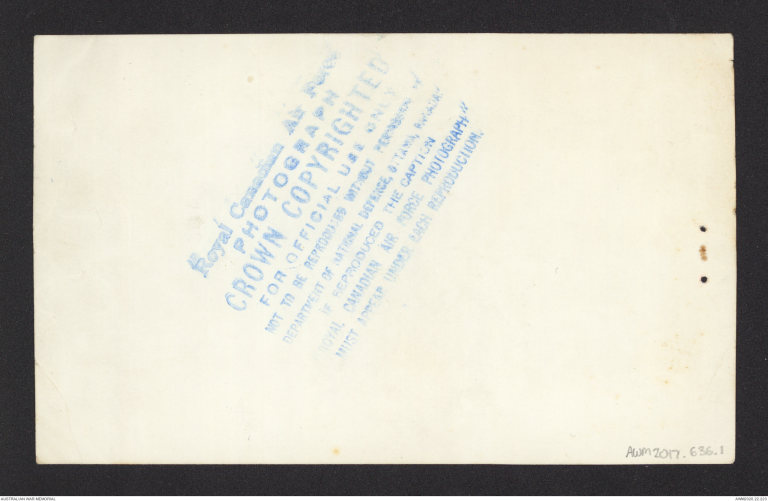 Royal Canadian Air Force
PHOTOGRAPH
CROWN COPYRIGHTED
FOR OFFICIAL USE ONLY
NOT TO BE REPRODUCED WITHOUT PERMISSION
DEPARTMENT OF NATIONAL DEFENCE, OTTAWA, CANADA
IF REPRODUCED THE CAPTION
ROYAL CANADIAN AIR FORCE PHOTOGRAPH"
MUST APPEAR UNDER EACH REPRODUCTION.
AWM2017.636.1
AUSTRALIAN WAR MEMORIAL